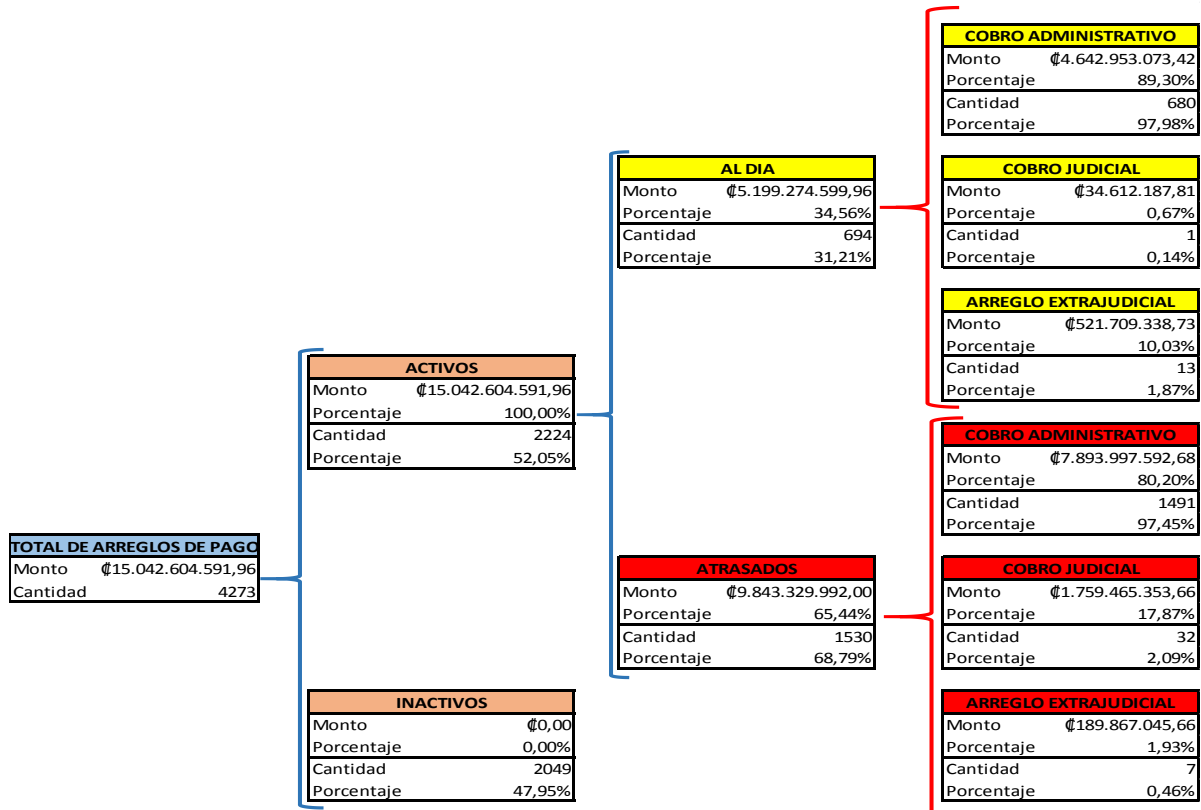 TOTAL DE ARREGLOS DE PAGO
Monto ₡15.042.604.591,96
Cantidad 4273
ACTIVOS
Monto ₡15.042.604.591,96
Porcentaje 100,00%
Cantidad 2224
Porcentaje 52,05%
INACTIVOS
Monto ₡0,00
Porcentaje 0,00%
Cantidad 2049
Porcentaje 47,95%
AL DIA
Monto ₡5.199.274.599,96
Porcentaje 34,56%
Cantidad 694
Porcentaje 31,21%
ATRASADOS
Monto ₡9.843.329.992,00
Porcentaje 65,44%
Cantidad 1530
Porcentaje 68,79%
COBRO ADMINISTRATIVO
Monto ₡4.642.953.073,42
Porcentaje 89,30%
Cantidad 680
Porcentaje 97,98%
COBRO JUDICIAL
Monto ₡34.612.187,81
Porcentaje 0,67%
Cantidad 1
Porcentaje 0,14%
ARREGLO EXTRAJUDICIAL
Monto ₡521.709.338,73
Porcentaje 10,03%
Cantidad 13
Porcentaje 1,87%
COBRO ADMINISTRATIVO
Monto ₡7.893.997.592,68
Porcentaje 80,20%
Cantidad 1491
Porcentaje 97,45%
COBRO JUDICIAL
Monto ₡1.759.465.353,66
Porcentaje 17,87%
Cantidad 32
Porcentaje 2,09%
ARREGLO EXTRAJUDICIAL
Monto ₡189.867.045,66
Porcentaje 1,93%
Cantidad 7
Porcentaje 0,46%